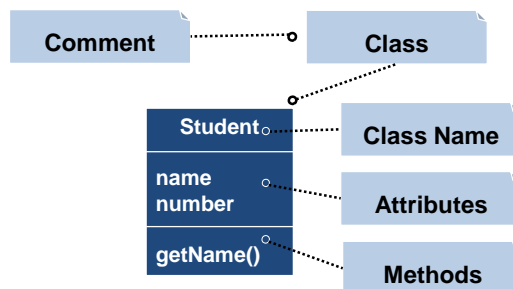 Comment
Class
Student
Class Name
name
number
Attributes
getName()
Methods